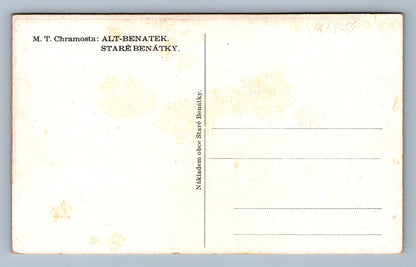 M. T. Chramosta: ALT-BENATEK.
STARÉ BENÁTKY.
Nákladem obce Staré Benátky.